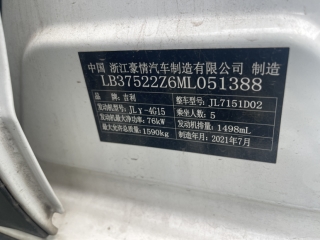 中国 浙江豪情汽车制造有限公司 制造
LB37522Z6ML051388
品牌：吉利 整车型号：JL7151D02
发动机型号：JLY-4G15 乘坐人数：5
发动机最大净功率：76kW 发动机排量：1498mL
最大允许总质量：1590kg 制造年月：2021年7月